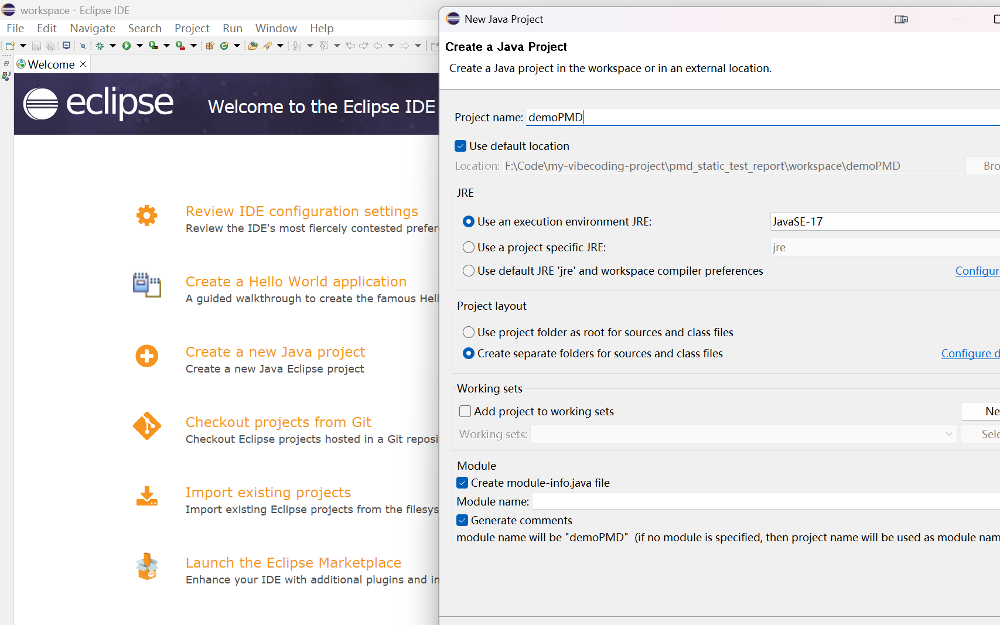 workspace - Eclipse IDE
File Edit Navigate Search Project Run Window Help
Welcome
eclipse
Welcome to the Eclipse IDE
Review IDE configuration settings
Review the IDE's most fiercely contested prefer
Create a Hello World application
A guided walkthrough to create the famous Hell
Create a new Java project
Create a new Java Eclipse project
Checkout projects from Git
Checkout Eclipse projects hosted in a Git reposi
Import existing projects
Import existing Eclipse projects from the filesys
Launch the Eclipse Marketplace
Enhance your IDE with additional plugins and in
New Java Project
Create a Java Project
Create a Java project in the workspace or in an external location.
Project name: demoPMD
Use default location
Location: F:\Code\my-vibecoding-project\pmd_static_test_report\workspace\demoPMD Bro
JRE
Use an execution environment JRE: JavaSE-17
Use a project specific JRE: jre
Use default JRE 'jre' and workspace compiler preferences Configur
Project layout
Use project folder as root for sources and class files
Create separate folders for sources and class files Configure d
Working sets
Add project to working sets Ne
Working sets: Sele
Module
Create module-info.java file
Module name:
Generate comments
module name will be "demoPMD" (if no module is specified, then project name will be used as module nam